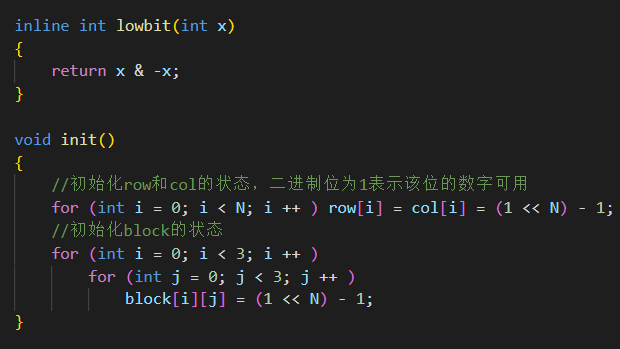 inline int lowbit(int x)
{
    return x & -x;
}
void init()
{
    //初始化row和col的状态，二进制位为1表示该位的数字可用
    for (int i = 0; i < N; i ++ ) row[i] = col[i] = (1 << N) - 1;
    //初始化block的状态
    for (int i = 0; i < 3; i ++ )
        for (int j = 0; j < 3; j ++ )
            block[i][j] = (1 << N) - 1;
}